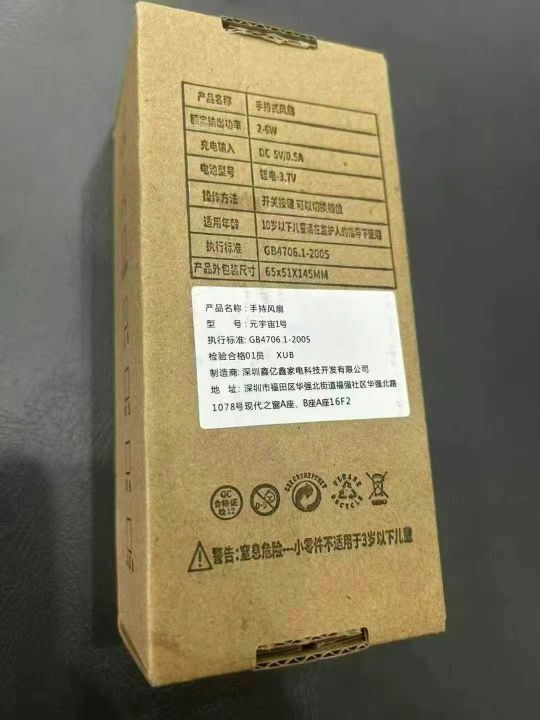 产品名称 手持式风扇
额定输出功率 2-6W
充电输入 DC 5V/0.5A
电池型号 锂电-3.7V
操作方法 开关按键 可以切换档位
适用年龄 10岁以下儿童请在监护人的指导下使用
执行标准 GB4706.1-2005
产品外包装尺寸 65x51X145MM
产品名称:手持风扇
型 号:元宇宙1号
执行标准:GB4706.1-2005
检验合格01员 XUB
制造商:深圳鑫亿鑫家电科技开发有限公司
地 址:深圳市福田区华强北街道福强社区华强北路
1078号现代之窗A座、B座A座16F2
QC
合格证
检12
PLEASE
RECYCLE
警告:窒息危险--小零件不适用于3岁以下儿童